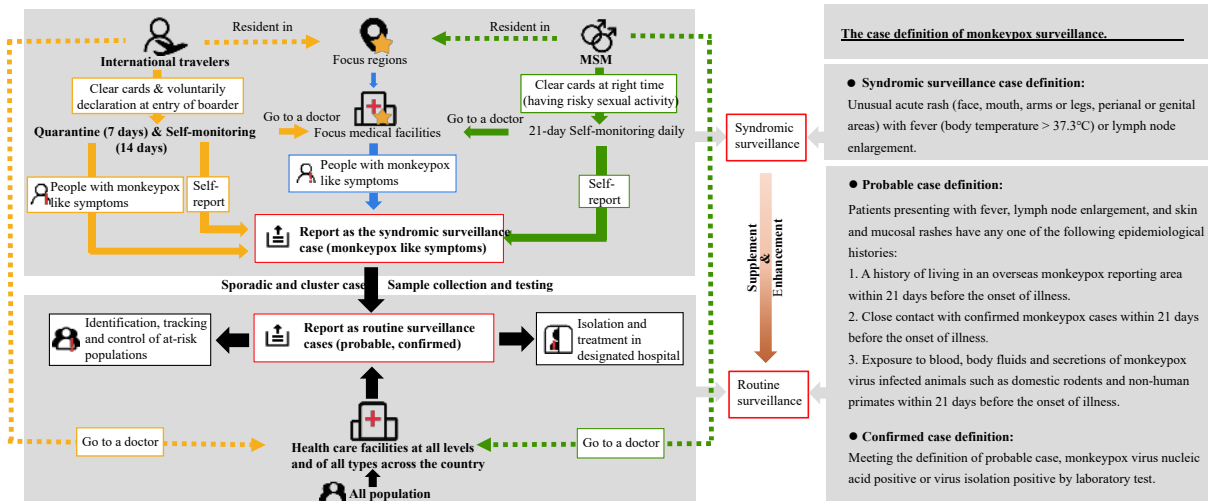 Resident in
Resident in
International travelers
Focus regions
MSM
Clear cards & voluntarily
declaration at entry of boarder
Clear cards at right time
(having risky sexual activity)
Go to a doctor
Go to a doctor
Quarantine (7 days) & Self-monitoring
(14 days)
Focus medical facilities
21-day Self-monitoring daily
People with monkeypox
like symptoms
Self-
report
People with monkeypox
like symptoms
Self-
report
Report as the syndromic surveillance
case (monkeypox like symptoms)
Sporadic and cluster case
Sample collection and testing
Identification, tracking
and control of at-risk
populations
Report as routine surveillance
cases (probable, confirmed)
Isolation and
treatment in
designated hospital
Go to a doctor
Go to a doctor
Health care facilities at all levels
and of all types across the country
All population
Syndromic
surveillance
Supplement
&
Enhancement
Routine
surveillance
The case definition of monkeypox surveillance.
● Syndromic surveillance case definition:
Unusual acute rash (face, mouth, arms or legs, perianal or genital
areas) with fever (body temperature > 37.3℃) or lymph node
enlargement.
● Probable case definition:
Patients presenting with fever, lymph node enlargement, and skin
and mucosal rashes have any one of the following epidemiological
histories:
1. A history of living in an overseas monkeypox reporting area
within 21 days before the onset of illness.
2. Close contact with confirmed monkeypox cases within 21 days
before the onset of illness.
3. Exposure to blood, body fluids and secretions of monkeypox
virus infected animals such as domestic rodents and non-human
primates within 21 days before the onset of illness.
● Confirmed case definition:
Meeting the definition of probable case, monkeypox virus nucleic
acid positive or virus isolation positive by laboratory test.